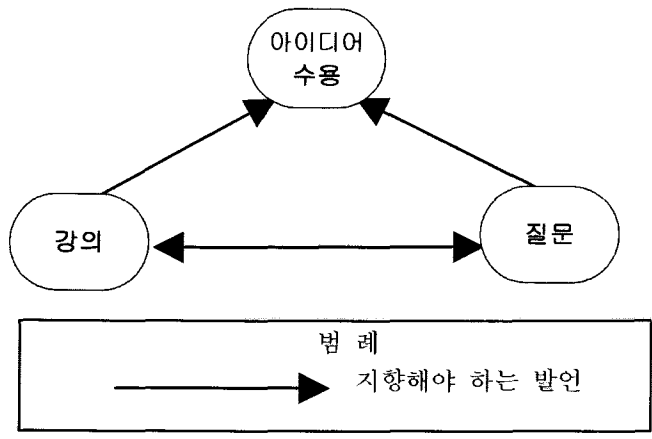 아이디어
수용
강의
질문
범 례
지향해야 하는 발언